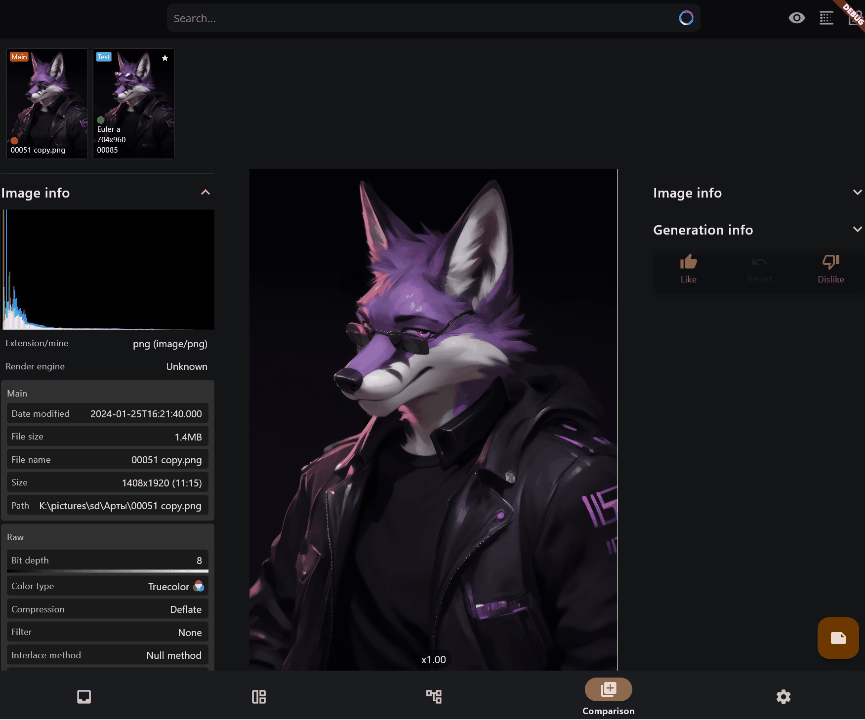 Search...
DEBUG
Main
00051 copy.png
Test
Euler a
704x960
00085
Image info
Extension/mine png (image/png)
Render engine Unknown
Main
Date modified 2024-01-25T16:21:40.000
File size 1.4MB
File name 00051 copy.png
Size 1408x1920 (11:15)
Path K:\pictures\sd\Арты\00051 copy.png
Raw
Bit depth 8
Color type Truecolor
Compression Deflate
Filter None
Interlace method Null method
x1.00
Image info
Generation info
Like Reset Dislike
Comparison